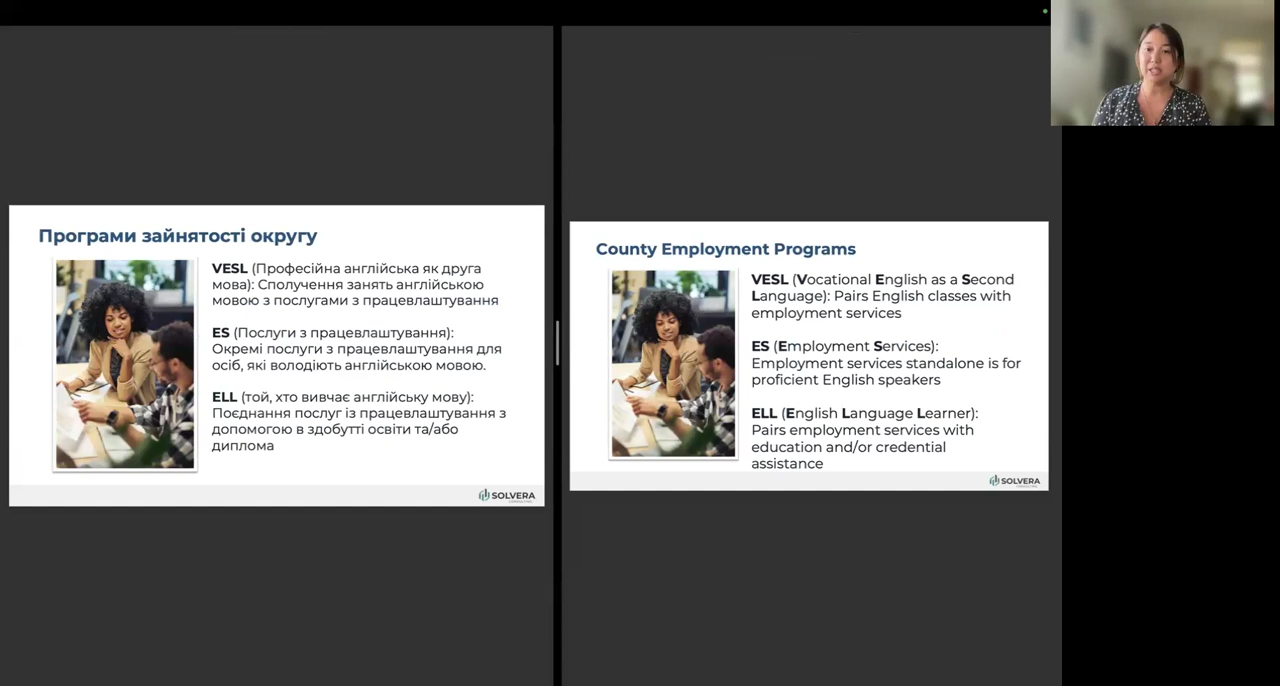 Програми зайнятості округу
VESL (Професійна англійська як друга
мова): Сполучення занять англійською
мовою з послугами з працевлаштування
ES (Послуги з працевлаштування):
Окремі послуги з працевлаштування для
осіб, які володіють англійською мовою.
ELL (той, хто вивчає англійську мову):
Поєднання послуг із працевлаштування з
допомогою в здобутті освіти та/або
диплома
SOLVERA
County Employment Programs
VESL (Vocational English as a Second
Language): Pairs English classes with
employment services
ES (Employment Services):
Employment services standalone is for
proficient English speakers
ELL (English Language Learner):
Pairs employment services with
education and/or credential
assistance
SOLVERA